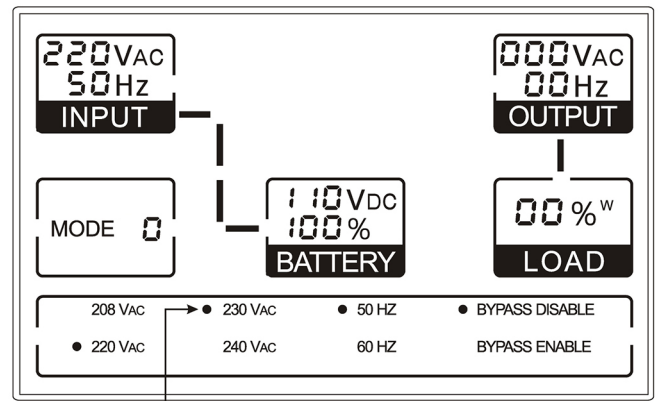 220VAC
50Hz
INPUT
000VAC
00Hz
OUTPUT
MODE 0
110VDC
100%
BATTERY
00%W
LOAD
208 VAC
230 VAC
50 HZ
BYPASS DISABLE
220 VAC
240 VAC
60 HZ
BYPASS ENABLE